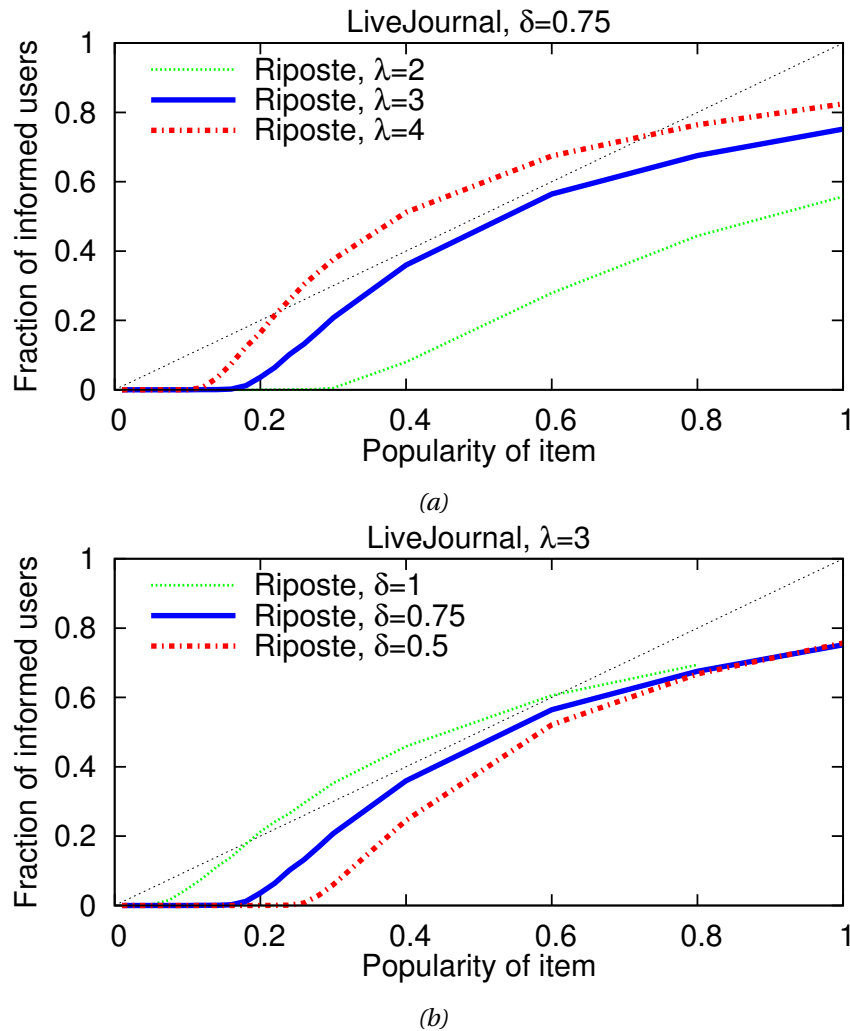 LiveJournal, δ=0.75
Fraction of informed users
1
0.8
0.6
0.4
0.2
0
Riposte, λ=2
Riposte, λ=3
Riposte, λ=4
0 0.2 0.4 0.6 0.8 1
Popularity of item
(a)
LiveJournal, λ=3
Fraction of informed users
1
0.8
0.6
0.4
0.2
0
Riposte, δ=1
Riposte, δ=0.75
Riposte, δ=0.5
0 0.2 0.4 0.6 0.8 1
Popularity of item
(b)